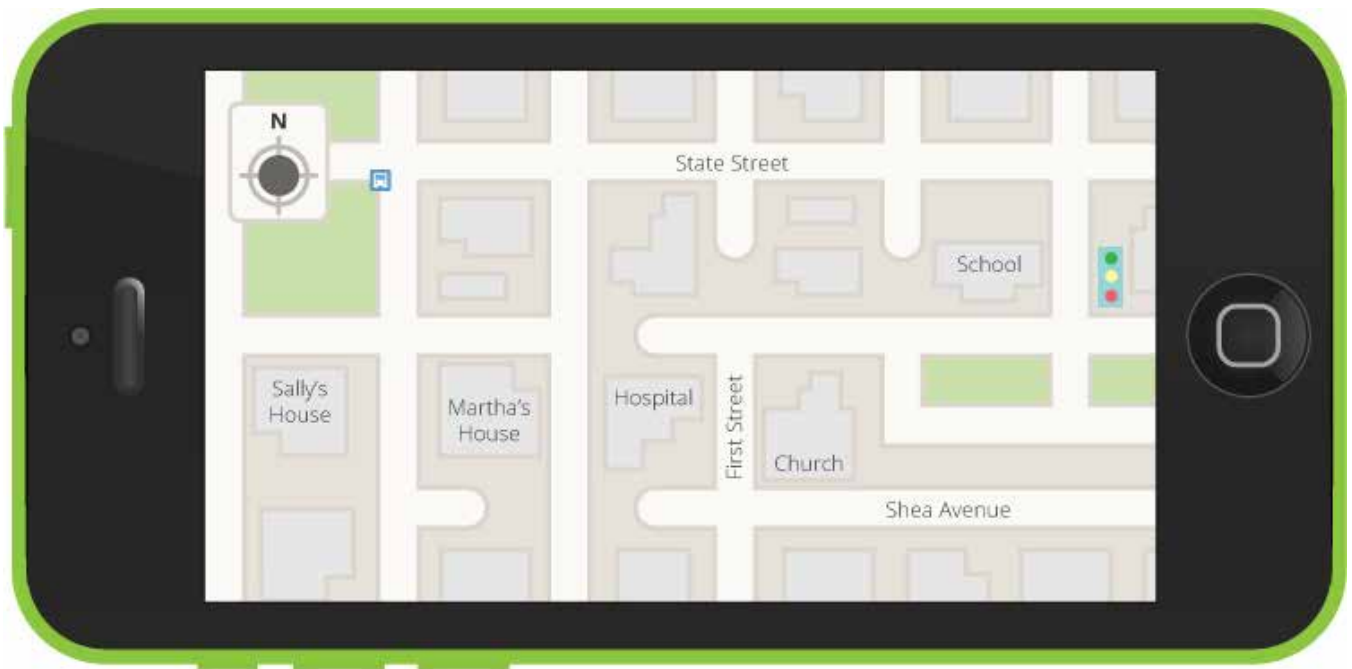 N
State Street
School
Sally's
House
Martha's
House
Hospital
First Street
Church
Shea Avenue